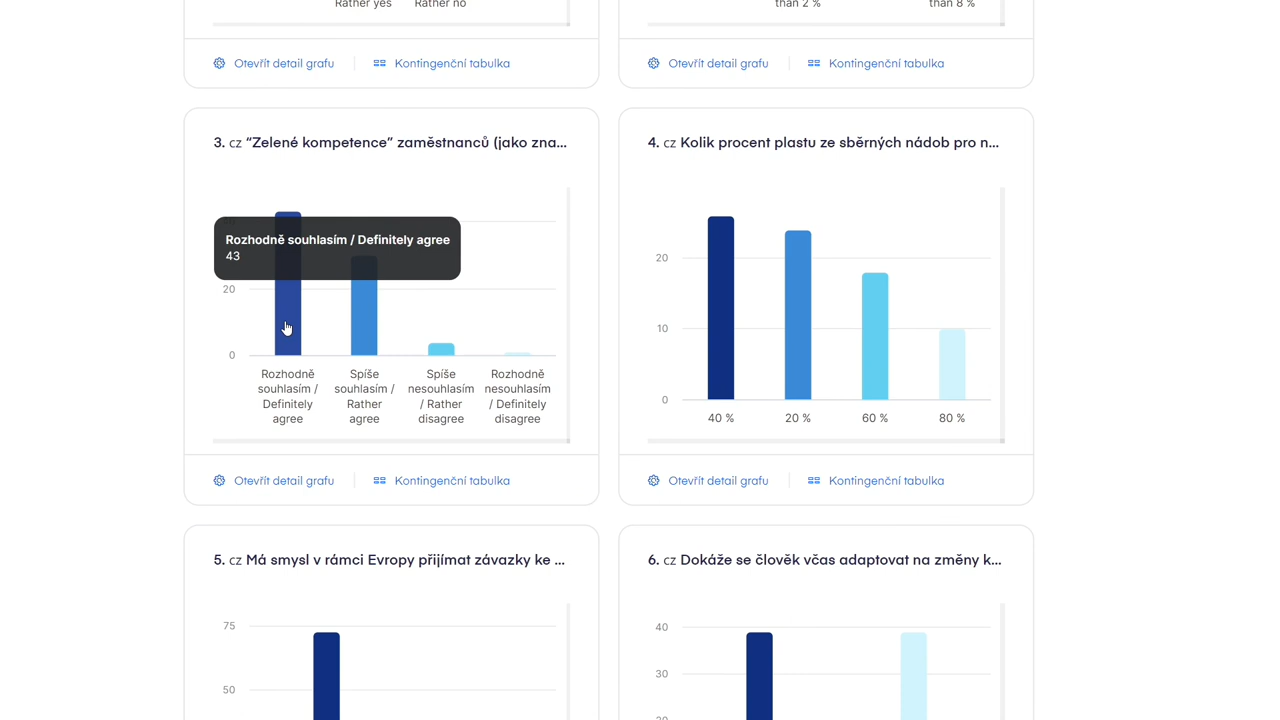 Rather yes
Rather no
than 2 %
than 8 %
Otevřít detail grafu
Kontingenční tabulka
Otevřít detail grafu
Kontingenční tabulka
3. cz “Zelené kompetence” zaměstnanců (jako zna...
Rozhodně souhlasím / Definitely agree
43
20
0
Rozhodně souhlasím / Definitely agree
Spíše souhlasím / Rather agree
Spíše nesouhlasím / Rather disagree
Rozhodně nesouhlasím / Definitely disagree
Otevřít detail grafu
Kontingenční tabulka
4. cz Kolik procent plastu ze sběrných nádob pro n...
20
10
0
40 %
20 %
60 %
80 %
Otevřít detail grafu
Kontingenční tabulka
5. cz Má smysl v rámci Evropy přijímat závazky ke ...
75
50
6. cz Dokáže se člověk včas adaptovat na změny k...
40
30
20